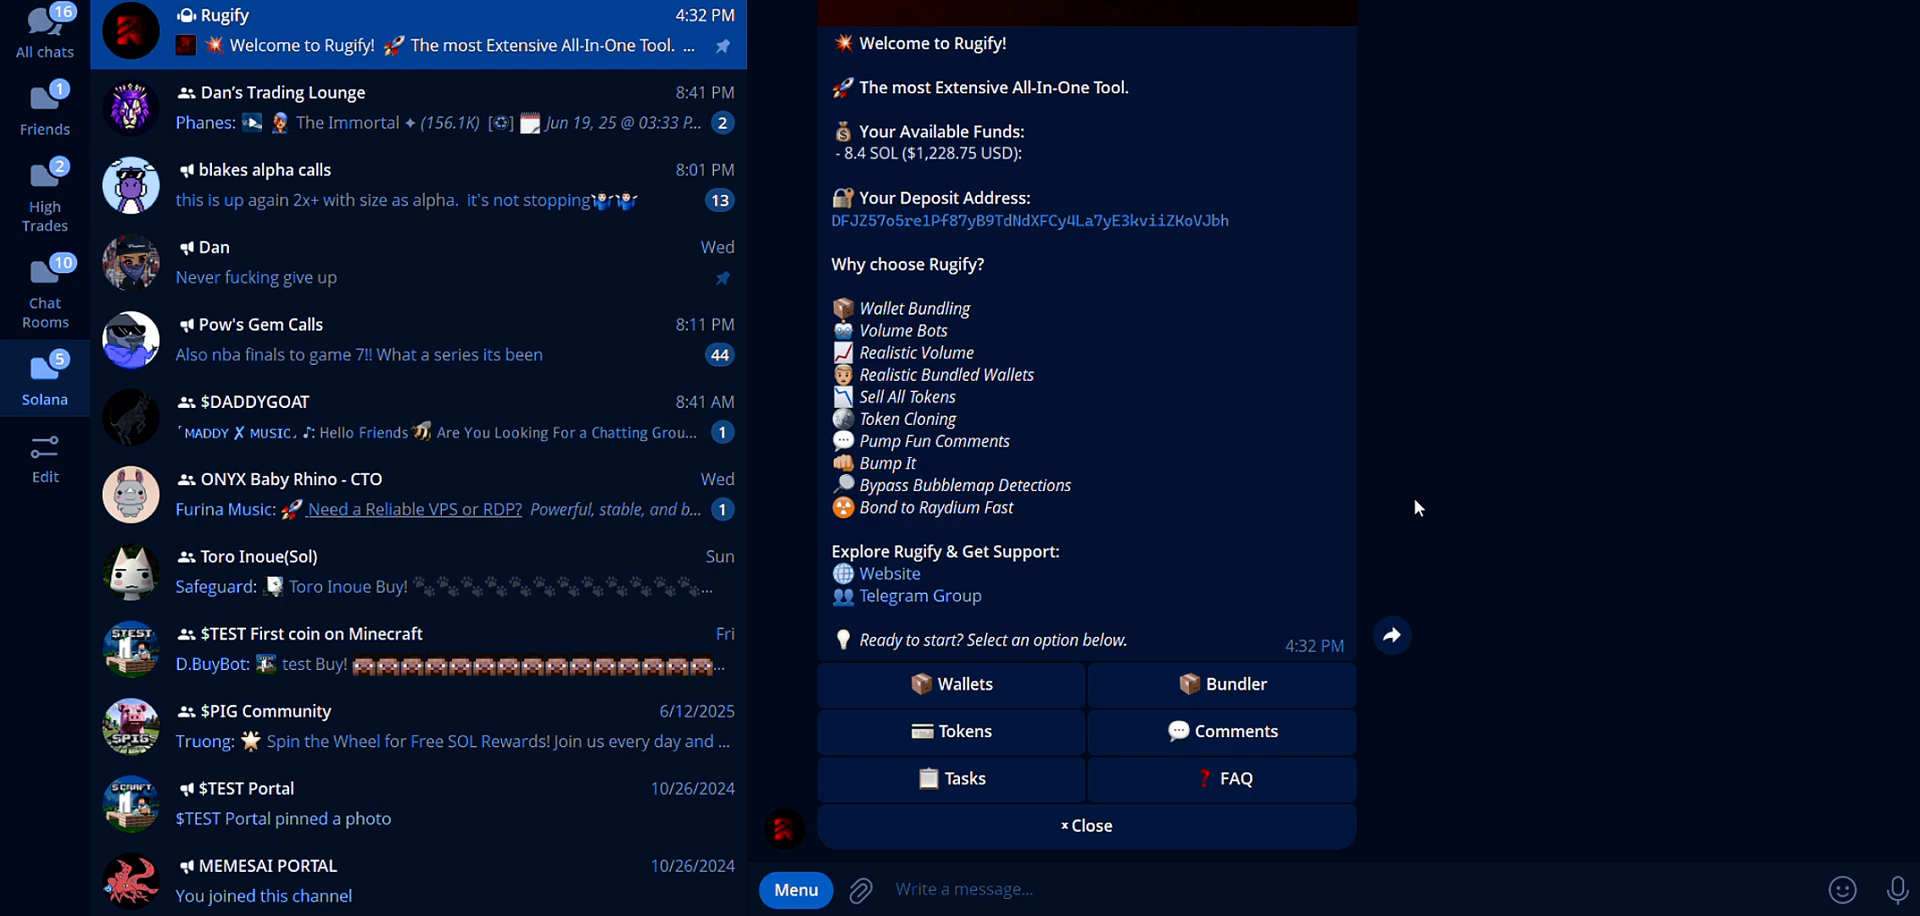 16
All chats
1
Friends
2
High
Trades
10
Chat
Rooms
5
Solana
Edit
Rugify
4:32 PM
Welcome to Rugify! 🚀 The most Extensive All-In-One Tool. ...
Dan's Trading Lounge
8:41 PM
Phanes: The Immortal ✦ (156.1K) [♲] Jun 19, 25 @ 03:33 P...
2
blakes alpha calls
8:01 PM
this is up again 2x+ with size as alpha. it's not stopping🤷🏻‍♂️🤷🏻‍♂️
13
Dan
Wed
Never fucking give up
Pow's Gem Calls
8:11 PM
Also nba finals to game 7!! What a series its been
44
$DADDYGOAT
8:41 AM
「MADDY X MUSIC」♪: Hello Friends🐝 Are You Looking For a Chatting Grou...
1
ONYX Baby Rhino - CTO
Wed
Furina Music: 🚀 Need a Reliable VPS or RDP? Powerful, stable, and b...
1
Toro Inoue(Sol)
Sun
Safeguard: Toro Inoue Buy! 🐾🐾🐾🐾🐾🐾🐾🐾🐾🐾🐾🐾...
$TEST
$TEST First coin on Minecraft
Fri
D.BuyBot: test Buy!
$PIG
$PIG Community
6/12/2025
Truong: 🌟 Spin the Wheel for Free SOL Rewards! Join us every day and ...
$CRAFT
$TEST Portal
10/26/2024
$TEST Portal pinned a photo
MEMESAI PORTAL
10/26/2024
You joined this channel
💥 Welcome to Rugify!
🚀 The most Extensive All-In-One Tool.
💰 Your Available Funds:
- 8.4 SOL ($1,228.75 USD):
🔐 Your Deposit Address:
DFJZ57o5re1Pf87yB9TdNdXFCy4La7yE3kviiZKoVJbh
Why choose Rugify?
📦 Wallet Bundling
🤖 Volume Bots
📈 Realistic Volume
👨🏼 Realistic Bundled Wallets
📉 Sell All Tokens
🌕 Token Cloning
💬 Pump Fun Comments
👊🏼 Bump It
🔎 Bypass Bubblemap Detections
☢️ Bond to Raydium Fast
Explore Rugify & Get Support:
🌐 Website
👥 Telegram Group
💡 Ready to start? Select an option below.
4:32 PM
📦 Wallets
📦 Bundler
💳 Tokens
💬 Comments
📋 Tasks
❓ FAQ
× Close
Menu
Write a message...